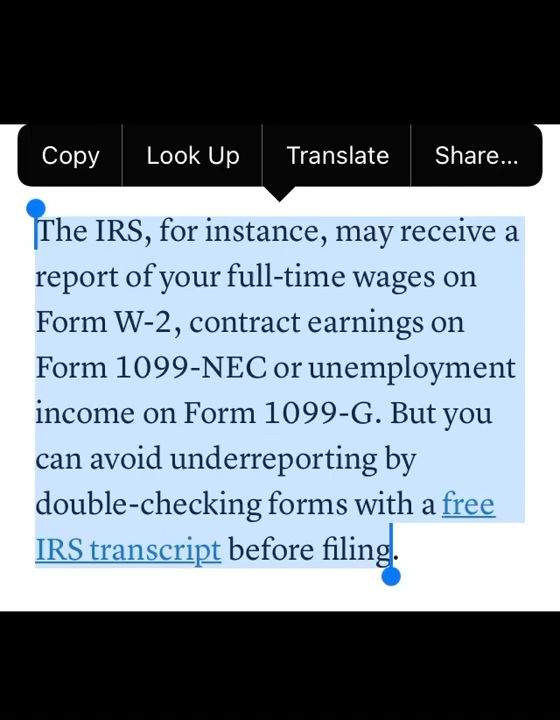 Copy Look Up Translate Share...
The IRS, for instance, may receive a
report of your full-time wages on
Form W-2, contract earnings on
Form 1099-NEC or unemployment
income on Form 1099-G. But you
can avoid underreporting by
double-checking forms with a free
IRS transcript before filing.